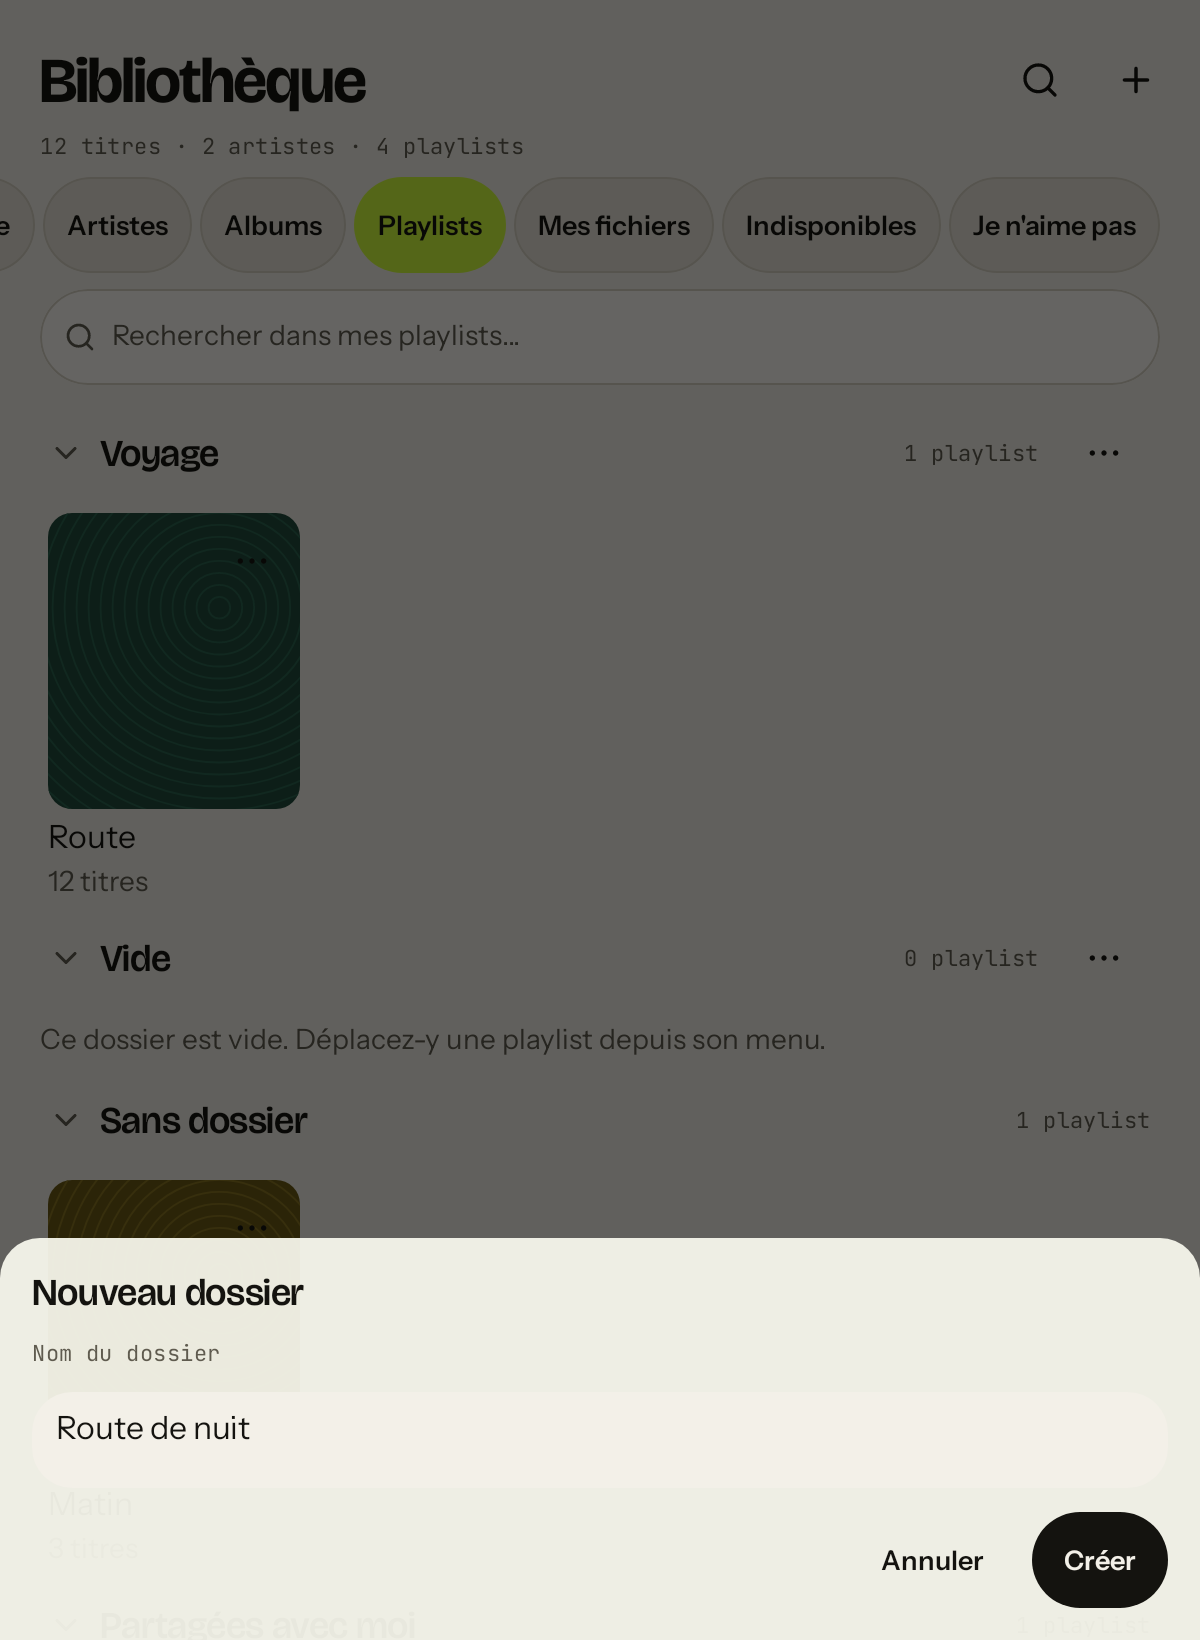 Bibliothèque
12 titres · 2 artistes · 4 playlists
e Artistes Albums Playlists Mes fichiers Indisponibles Je n'aime pas
Rechercher dans mes playlists...
Voyage 1 playlist
Route
12 titres
Vide 0 playlist
Ce dossier est vide. Déplacez-y une playlist depuis son menu.
Sans dossier 1 playlist
Nouveau dossier
Nom du dossier
Route de nuit
Matin
3 titres
Annuler Créer
Partagées avec moi playlist